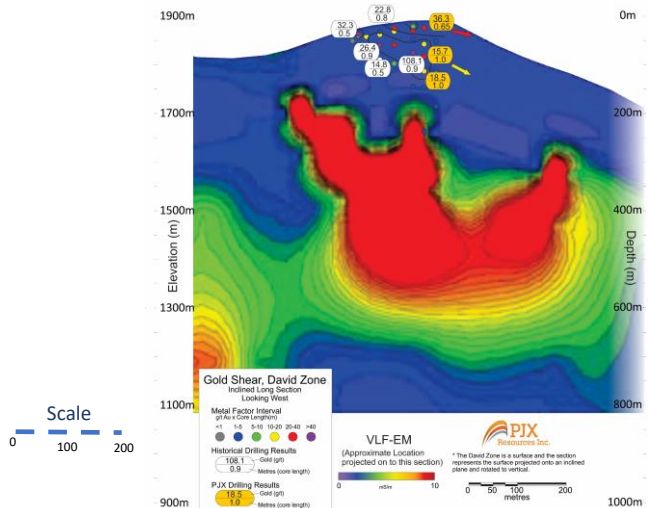 1900m
0m
22.8
0.8
36.3
0.65
32.3
0.5
26.4
0.9
15.7
1.0
14.8
0.5
108.1
0.9
18.5
1.0
1700m
200m
1500m
400m
Elevation (m)
Depth (m)
1300m
600m
Gold Shear, David Zone
Inclined Long Section
Looking West
1100m
800m
Scale
0 100 200
Metal Factor Interval
g/t Au x Core Length(m)
<1 1-5 5-10 10-20 20-40 >40
Historical Drilling Results
108.1 Gold (g/t)
0.9 Metres (core length)
PJX Drilling Results
18.5 Gold (g/t)
1.0 Metres (core length)
VLF-EM
(Approximate Location
projected on to this section)
0 10
mS/m
PJX
Resources Inc.
* The David Zone is a surface and the section
represents the surface projected onto an inclined
plane and rotated to vertical.
0 50 100 200
metres
900m
1000m